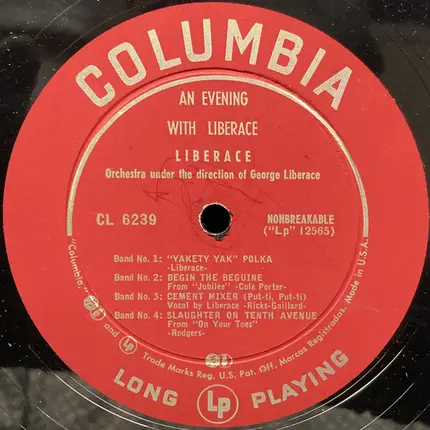 COLUMBIA
AN EVENING
WITH LIBERACE
LIBERACE
Orchestra under the direction of George Liberace
CL 6239
NONBREAKABLE
("Lp" 12565)
Band No. 1: "YAKETY YAK" POLKA
-Liberace-
Band No. 2: BEGIN THE BEGUINE
From "Jubilee" -Cole Porter-
Band No. 3: CEMENT MIXER (Put-ti, Put-ti)
Vocal by Liberace -Ricks-Gaillard-
Band No. 4: SLAUGHTER ON TENTH AVENUE
From "On Your Toes"
-Rodgers-
"Columbia," and Lp Trade Marks Reg. U.S. Pat. Off. Marcas Registradas. Made in U.S.A.
LONG Lp PLAYING